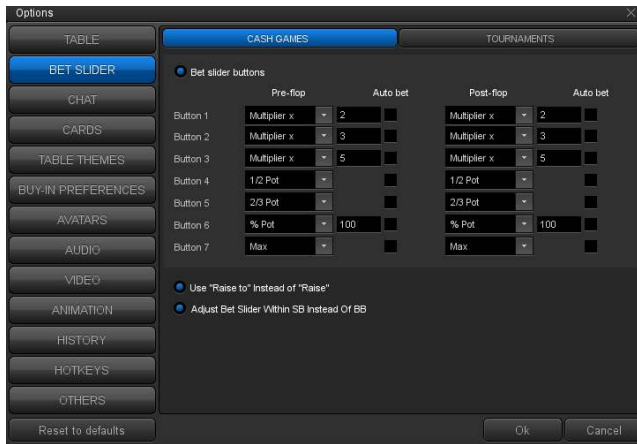 Options
TABLE
BET SLIDER
CHAT
CARDS
TABLE THEMES
BUY-IN PREFERENCES
AVATARS
AUDIO
VIDEO
ANIMATION
HISTORY
HOTKEYS
OTHERS
Reset to defaults
CASH GAMES TOURNAMENTS
Bet slider buttons
Pre-flop Auto bet Post-flop Auto bet
Button 1 Multiplier x 2 Multiplier x 2
Button 2 Multiplier x 3 Multiplier x 3
Button 3 Multiplier x 5 Multiplier x 5
Button 4 1/2 Pot 1/2 Pot
Button 5 2/3 Pot 2/3 Pot
Button 6 % Pot 100 % Pot 100
Button 7 Max Max
Use "Raise to" Instead of "Raise"
Adjust Bet Slider Within SB Instead Of BB
Ok Cancel